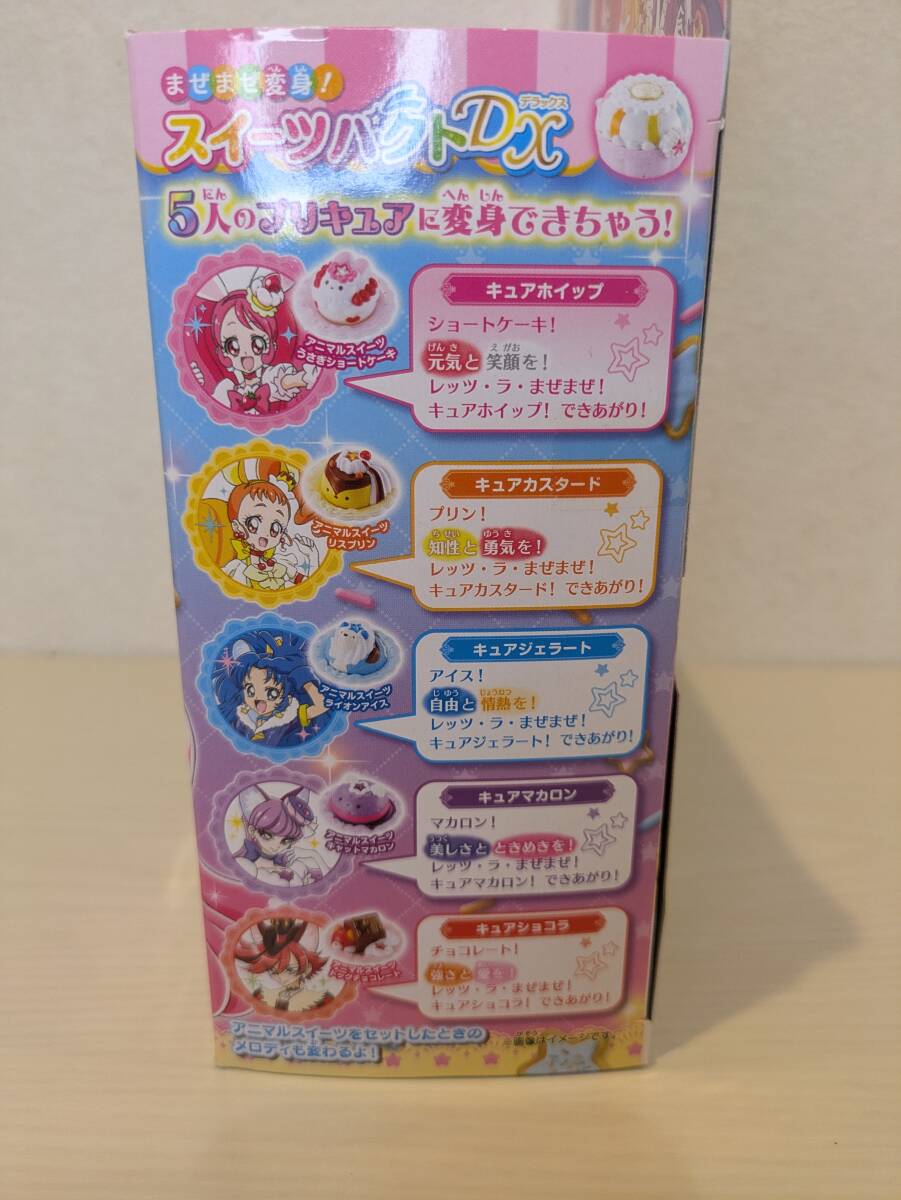 まぜまぜ変身!
スイーツパクトDX
デラックス
5人のプリキュアに変身できちゃう!
アニマルスイーツ
うさぎショートケーキ
キュアホイップ
ショートケーキ!
元気と 笑顔を!
レッツ・ラ・まぜまぜ!
キュアホイップ! できあがり!
アニマルスイーツ
リスプリン
キュアカスタード
プリン!
知性と 勇気を!
レッツ・ラ・まぜまぜ!
キュアカスタード! できあがり!
アニマルスイーツ
ライオンアイス
キュアジェラート
アイス!
自由と 情熱を!
レッツ・ラ・まぜまぜ!
キュアジェラート! できあがり!
アニマルスイーツ
キャットマカロン
キュアマカロン
マカロン!
美しさと ときめきを!
レッツ・ラ・まぜまぜ!
キュアマカロン! できあがり!
アニマルスイーツ
ドッグチョコレート
キュアショコラ
チョコレート!
強さと 愛を!
レッツ・ラ・まぜまぜ!
キュアショコラ! できあがり!
アニマルスイーツをセットしたときの
メロディも変わるよ!
画像はイメージです。